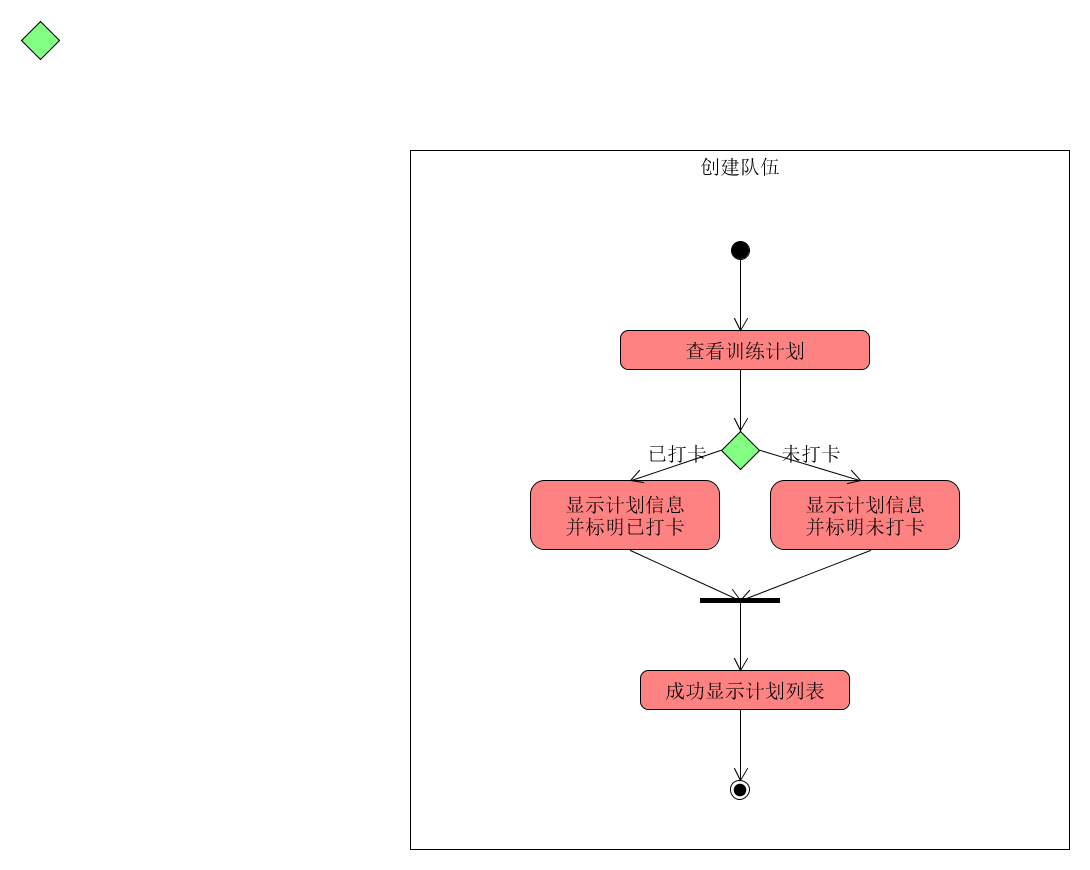 创建队伍
查看训练计划
已打卡
未打卡
显示计划信息
并标明已打卡
显示计划信息
并标明未打卡
成功显示计划列表